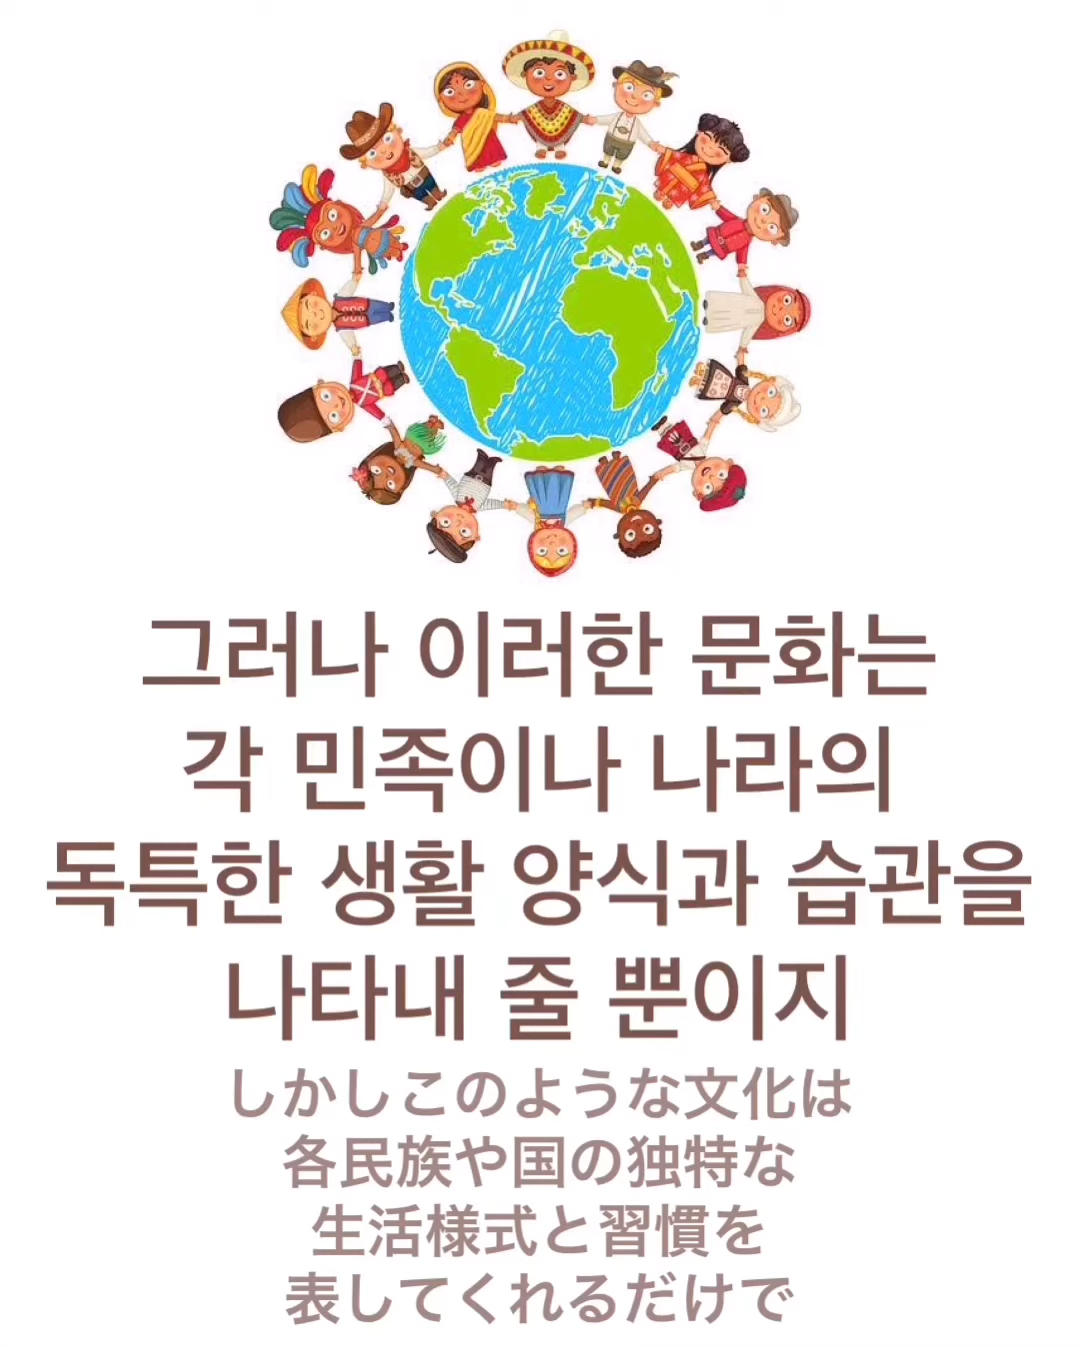 그러나 이러한 문화는
각 민족이나 나라의
독특한 생활 양식과 습관을
나타내 줄 뿐이지
しかしこのような文化は
各民族や国の独特な
生活様式と習慣を
表してくれるだけで